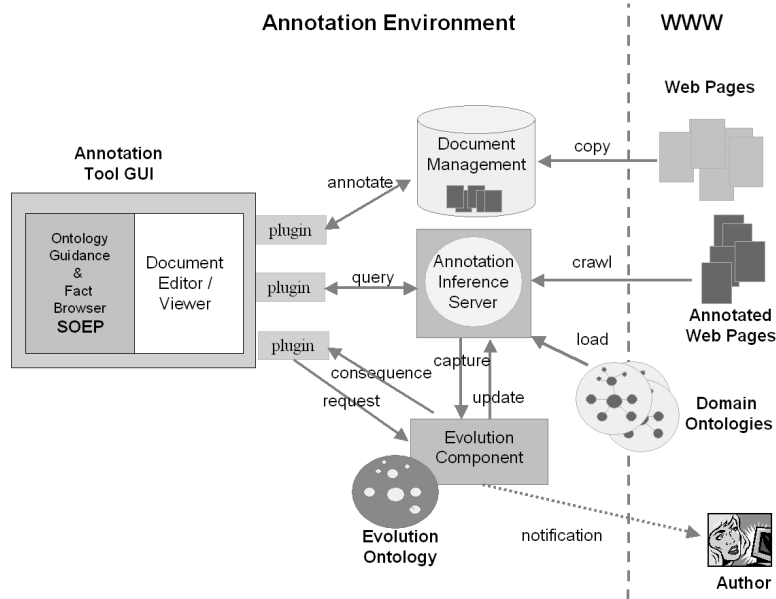 Annotation Environment
WWW
Web Pages
Document
Management
copy
Annotation
Tool GUI
annotate
plugin
Ontology
Guidance
&
Fact
Browser
SOEP
Document
Editor /
Viewer
Annotation
Inference
Server
crawl
plugin
query
Annotated
Web Pages
load
plugin
capture
consequence
update
request
Domain
Ontologies
Evolution
Component
Evolution
Ontology
notification
Author